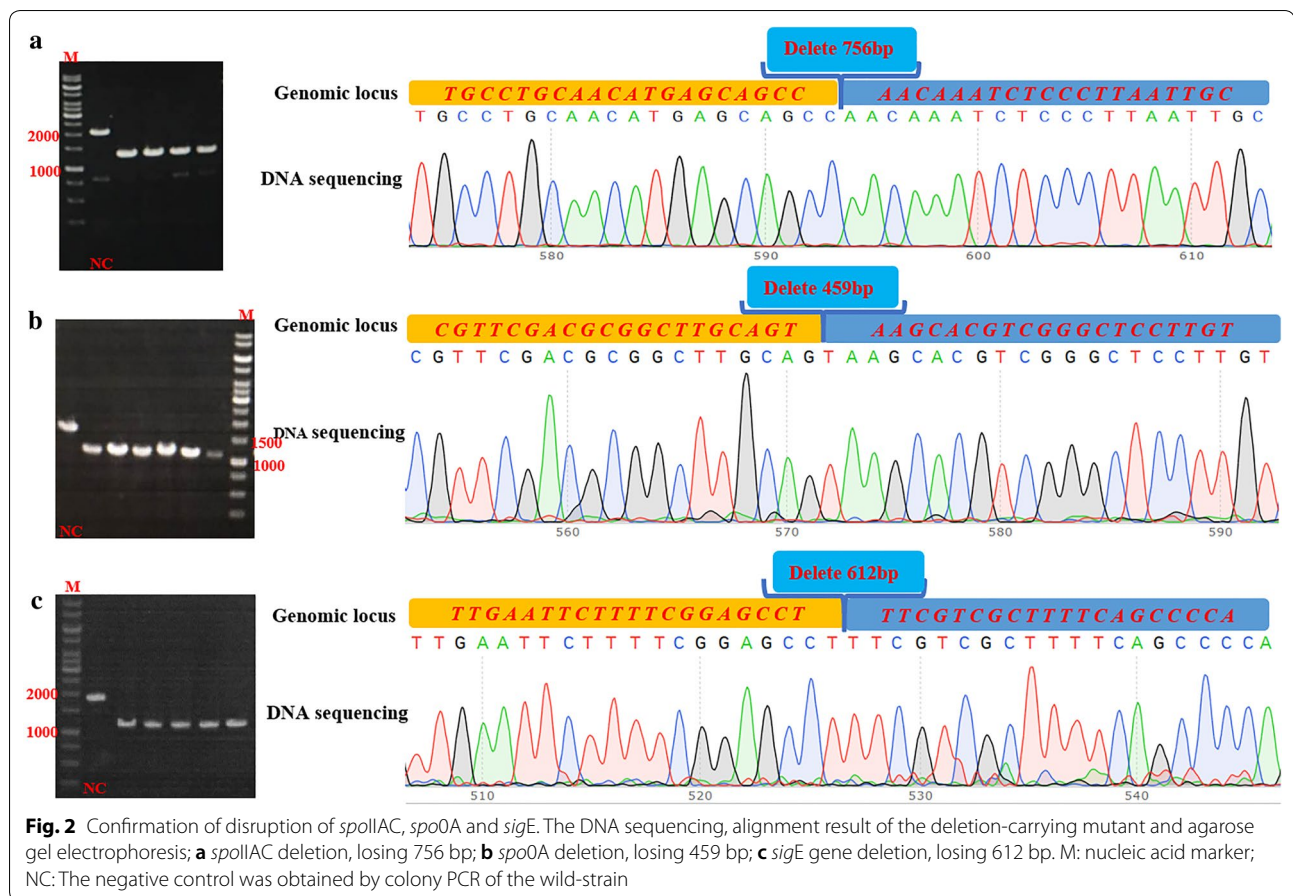 a
M
2000
1000
NC
Delete 756bp
Genomic locus
TGCCTGCAACATGAGCAGCC AACAAATCTCCCTTAATTGC
T G C C T G C A A C A T G A G C A G C C A A C A A A T C T C C C T T A A T T G C
DNA sequencing
580 590 600 610
b
M
1500
1000
NC
Delete 459bp
Genomic locus
CGTTCGACGCGGCTTGCAGT AAGCACGTCGGGCTCCTTGT
C G T T C G A C G C G G C T T G C A G T A A G C A C G T C G G G C T C C T T G T
DNA sequencing
560 570 580 590
c
M
2000
1000
NC
Delete 612bp
Genomic locus
TTGAATTCTTTTCGGAGCCT TTCGTCGCTTTTCAGCCCCA
T T G A A T T C T T T T C G G A G C C T T T C G T C G C T T T T C A G C C C C A
DNA sequencing
510 520 530 540
Fig. 2 Confirmation of disruption of spoIIAC, spo0A and sigE. The DNA sequencing, alignment result of the deletion-carrying mutant and agarose
gel electrophoresis; a spoIIAC deletion, losing 756 bp; b spo0A deletion, losing 459 bp; c sigE gene deletion, losing 612 bp. M: nucleic acid marker;
NC: The negative control was obtained by colony PCR of the wild-strain